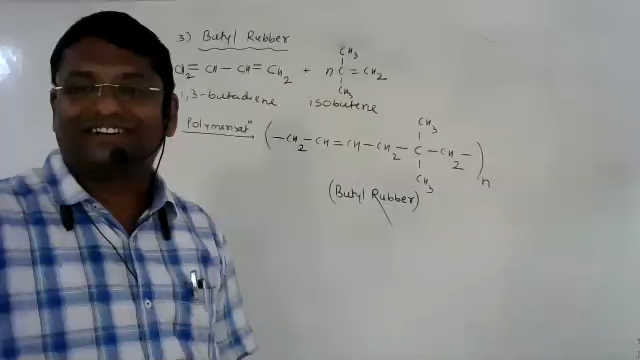 3) Butyl Rubber
CH3
CH2 = CH - CH = CH2 + n C = CH2
CH3
1,3-butadiene isobutene
CH3
Polymerisatn ( - CH2 - CH = CH - CH2 - C - CH2 - )n
CH3
(Butyl Rubber)